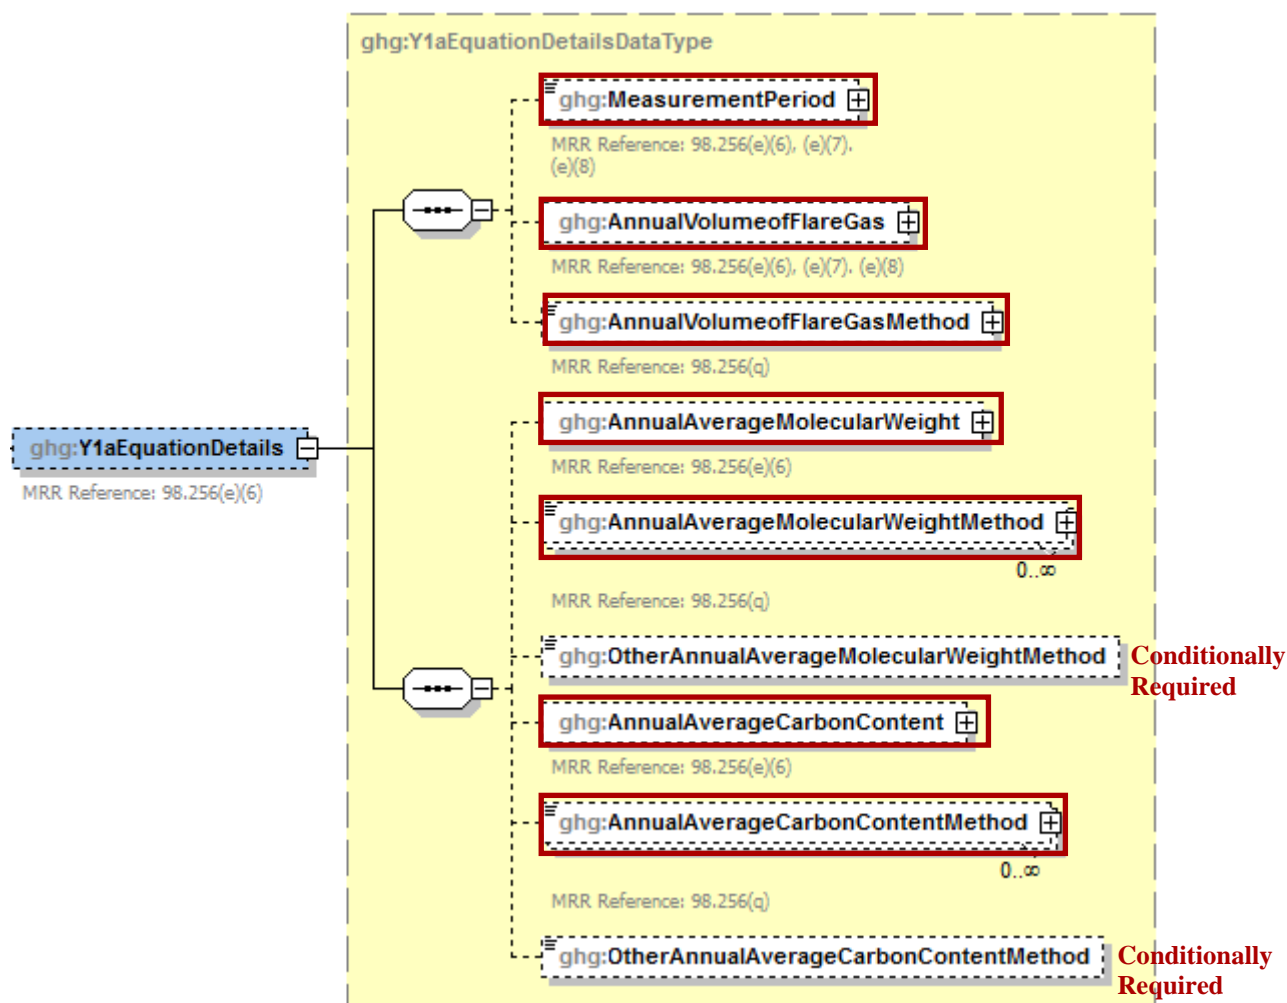 ghg:Y1aEquationDetailsDataType
ghg:MeasurementPeriod
MRR Reference: 98.256(e)(6), (e)(7).
(e)(8)
ghg:AnnualVolumeofFlareGas
MRR Reference: 98.256(e)(6), (e)(7). (e)(8)
ghg:AnnualVolumeofFlareGasMethod
MRR Reference: 98.256(q)
ghg:AnnualAverageMolecularWeight
MRR Reference: 98.256(e)(6)
ghg:Y1aEquationDetails
MRR Reference: 98.256(e)(6)
ghg:AnnualAverageMolecularWeightMethod
0..∞
MRR Reference: 98.256(q)
ghg:OtherAnnualAverageMolecularWeightMethod
Conditionally
Required
ghg:AnnualAverageCarbonContent
MRR Reference: 98.256(e)(6)
ghg:AnnualAverageCarbonContentMethod
0..∞
MRR Reference: 98.256(q)
ghg:OtherAnnualAverageCarbonContentMethod
Conditionally
Required